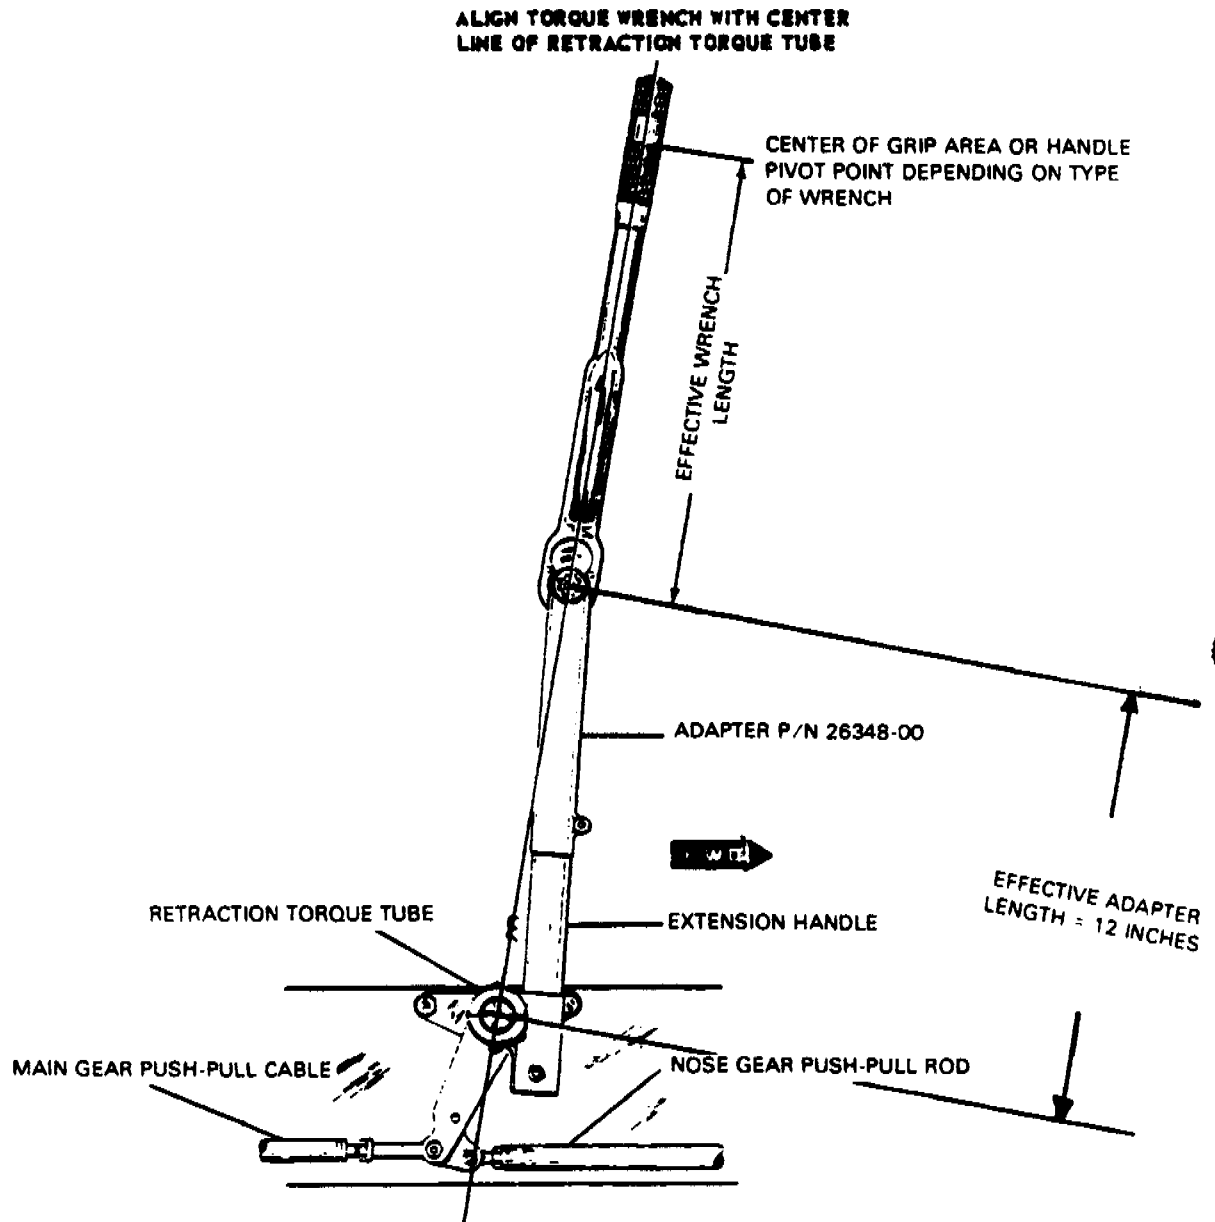 ALIGN TORQUE WRENCH WITH CENTER
LINE OF RETRACTION TORQUE TUBE
CENTER OF GRIP AREA OR HANDLE
PIVOT POINT DEPENDING ON TYPE
OF WRENCH
EFFECTIVE WRENCH
LENGTH
ADAPTER P/N 26348-00
EFFECTIVE ADAPTER
LENGTH = 12 INCHES
RETRACTION TORQUE TUBE
EXTENSION HANDLE
MAIN GEAR PUSH-PULL CABLE
NOSE GEAR PUSH-PULL ROD